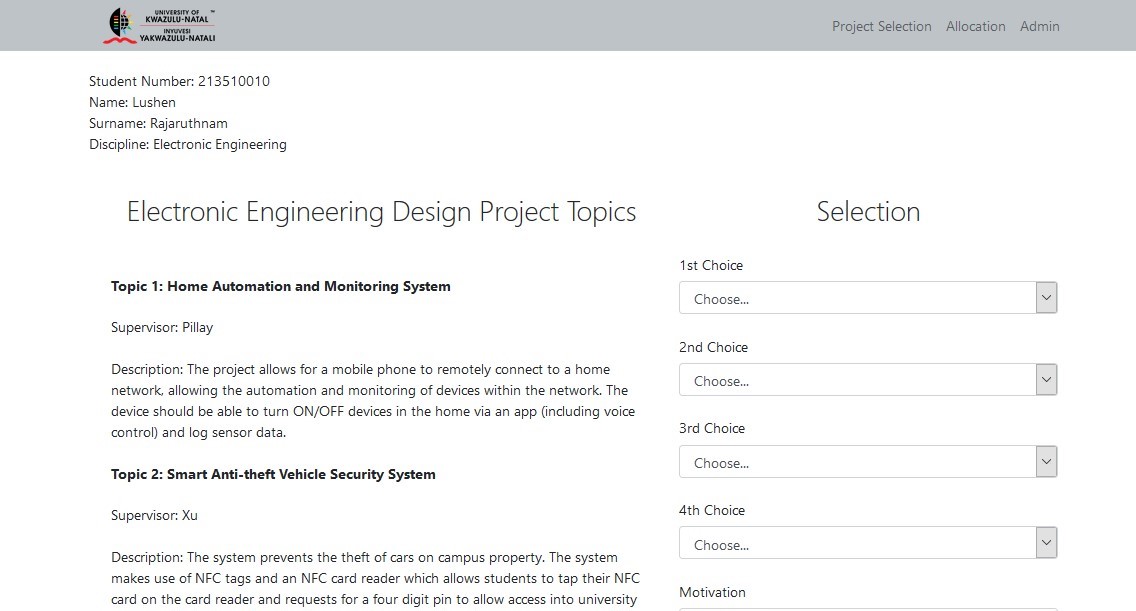 UNIVERSITY OF ™
KWAZULU-NATAL
INYUVESI
YAKWAZULU-NATALI
Project Selection Allocation Admin
Student Number: 213510010
Name: Lushen
Surname: Rajaruthnam
Discipline: Electronic Engineering
Electronic Engineering Design Project Topics
Topic 1: Home Automation and Monitoring System
Supervisor: Pillay
Description: The project allows for a mobile phone to remotely connect to a home
network, allowing the automation and monitoring of devices within the network. The
device should be able to turn ON/OFF devices in the home via an app (including voice
control) and log sensor data.
Topic 2: Smart Anti-theft Vehicle Security System
Supervisor: Xu
Description: The system prevents the theft of cars on campus property. The system
makes use of NFC tags and an NFC card reader which allows students to tap their NFC
card on the card reader and requests for a four digit pin to allow access into university
Selection
1st Choice
Choose...
2nd Choice
Choose...
3rd Choice
Choose...
4th Choice
Choose...
Motivation